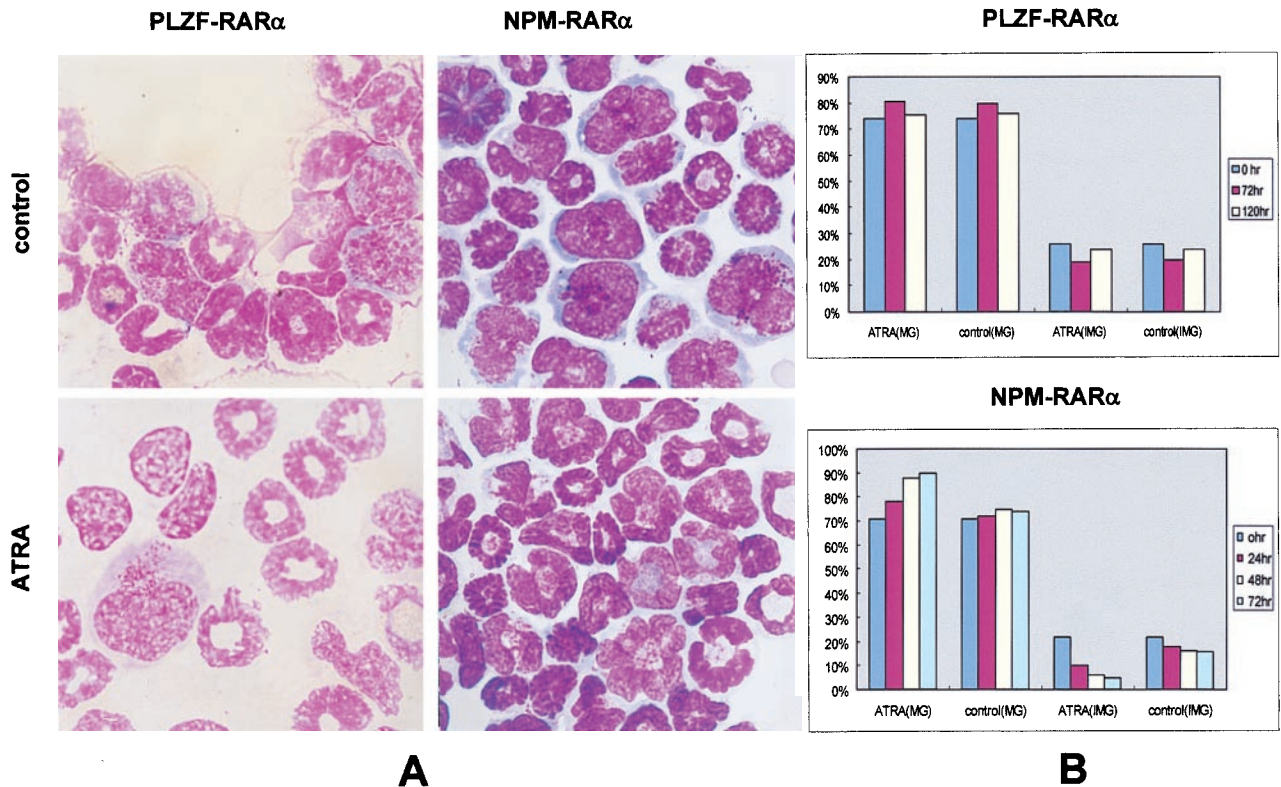 PLZF-RARα
NPM-RARα
control
ATRA
A
PLZF-RARα
90%
80%
70%
60%
50%
40%
30%
20%
10%
0%
ATRA(MG)
control(MG)
ATRA(IMG)
control(IMG)
0 hr
72hr
120hr
NPM-RARα
100%
90%
80%
70%
60%
50%
40%
30%
20%
10%
0%
ATRA(MG)
control(MG)
ATRA(IMG)
control(IMG)
ohr
24hr
48hr
72hr
B